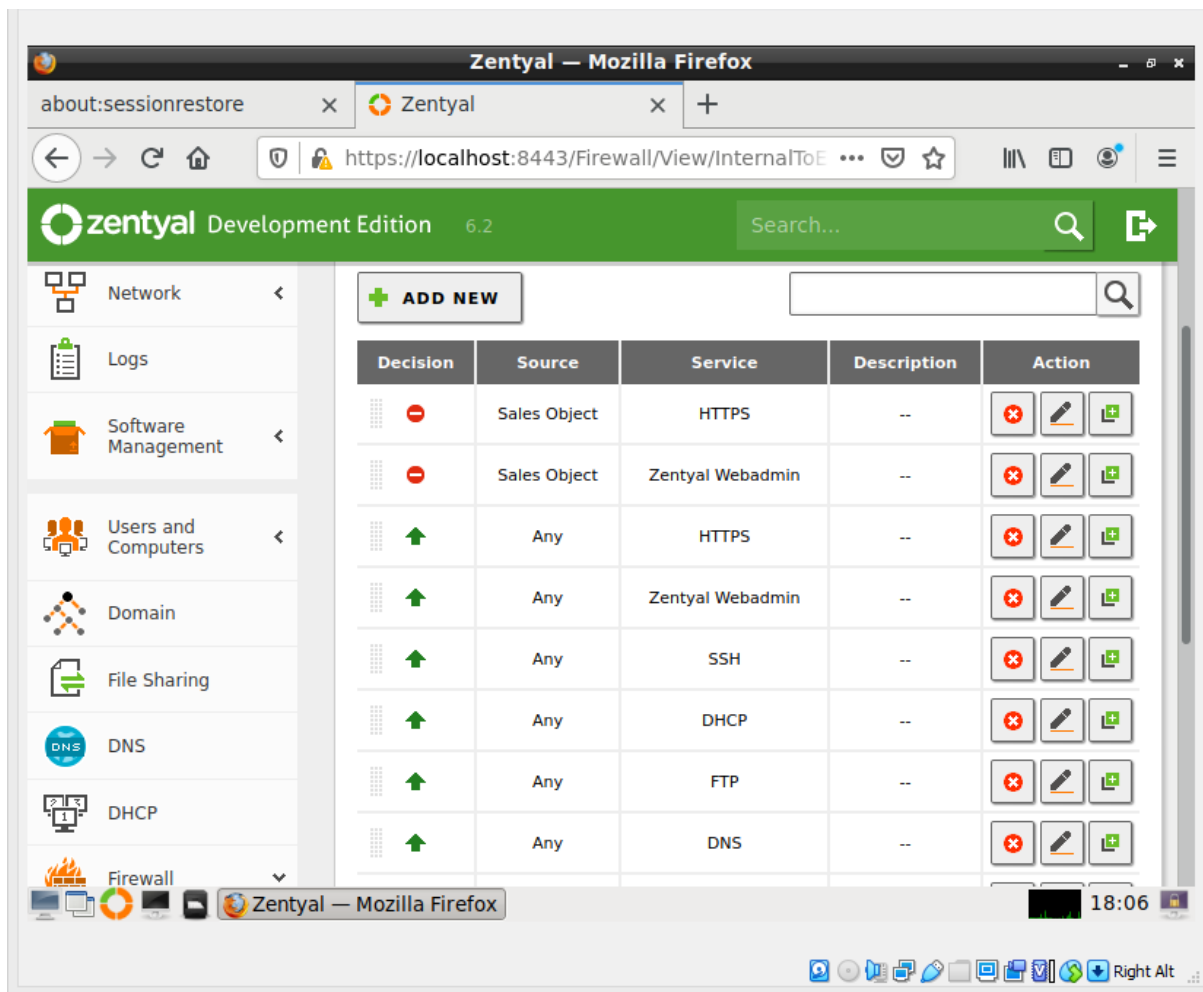 Zentyal — Mozilla Firefox
about:sessionrestore
Zentyal
https://localhost:8443/Firewall/View/InternalToE
zentyal Development Edition 6.2
Search...
Network
Logs
Software
Management
Users and
Computers
Domain
File Sharing
DNS
DNS
DHCP
Firewall
ADD NEW
Decision Source Service Description Action
Sales Object HTTPS --
Sales Object Zentyal Webadmin --
Any HTTPS --
Any Zentyal Webadmin --
Any SSH --
Any DHCP --
Any FTP --
Any DNS --
Zentyal — Mozilla Firefox
18:06
Right Alt